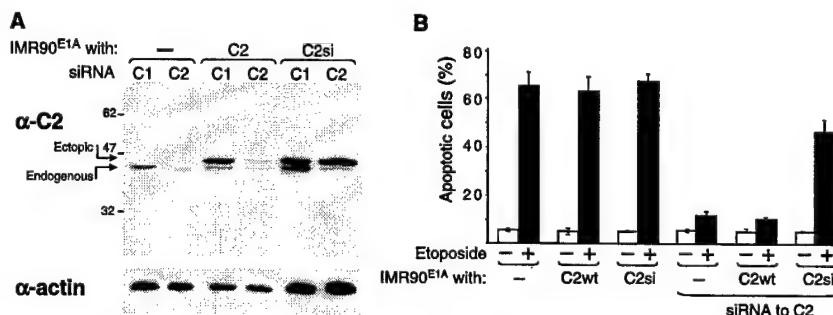 A
IMR90E1A with: — C2 C2si
siRNA C1 C2 C1 C2 C1 C2
α-C2
62-
47-
Ectopic
Endogenous
32-
α-actin
B
Apoptotic cells (%)
80
60
40
20
Etoposide − + − + − + − + − + − +
IMR90E1A with: − C2wt C2si − C2wt C2si
siRNA to C2